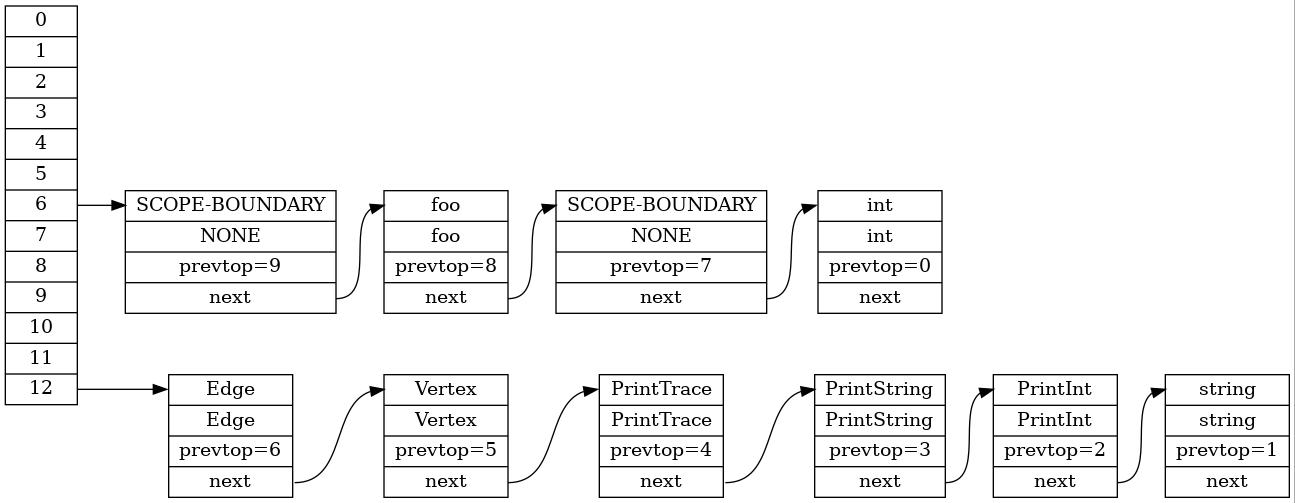 0
1
2
3
4
5
6
7
8
9
10
11
12
SCOPE-BOUNDARY
NONE
prevtop=9
next
foo
foo
prevtop=8
next
SCOPE-BOUNDARY
NONE
prevtop=7
next
int
int
prevtop=0
next
Edge
Edge
prevtop=6
next
Vertex
Vertex
prevtop=5
next
PrintTrace
PrintTrace
prevtop=4
next
PrintString
PrintString
prevtop=3
next
PrintInt
PrintInt
prevtop=2
next
string
string
prevtop=1
next